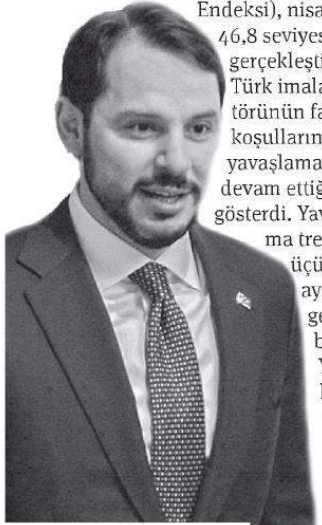 Endeksi), nisa
46,8 seviyes
gerçekleşti
Türk imala
törünün fa
koşulların
yavaşlama
devam ettiğ
gösterdi. Yav
ma tre
üçü
ay
ge
b